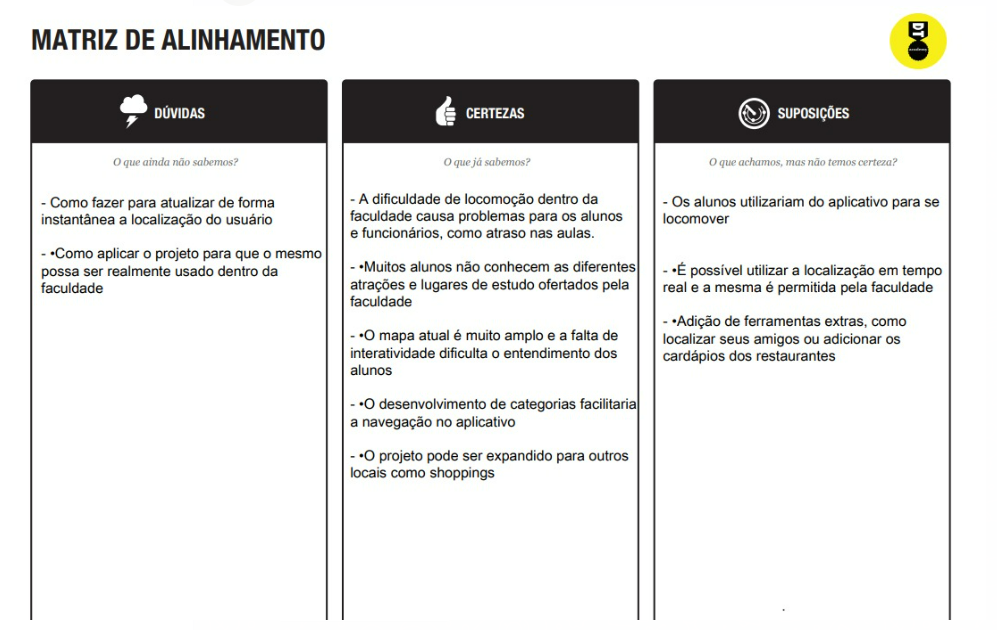 MATRIZ DE ALINHAMENTO
DT
academia
DÚVIDAS
O que ainda não sabemos?
- Como fazer para atualizar de forma
instantânea a localização do usuário
- •Como aplicar o projeto para que o mesmo
possa ser realmente usado dentro da
faculdade
CERTEZAS
O que já sabemos?
- A dificuldade de locomoção dentro da
faculdade causa problemas para os alunos
e funcionários, como atraso nas aulas.
- •Muitos alunos não conhecem as diferentes
atrações e lugares de estudo ofertados pela
faculdade
- •O mapa atual é muito amplo e a falta de
interatividade dificulta o entendimento dos
alunos
- •O desenvolvimento de categorias facilitaria
a navegação no aplicativo
- •O projeto pode ser expandido para outros
locais como shoppings
SUPOSIÇÕES
O que achamos, mas não temos certeza?
- Os alunos utilizariam do aplicativo para se
locomover
- •É possível utilizar a localização em tempo
real e a mesma é permitida pela faculdade
- •Adição de ferramentas extras, como
localizar seus amigos ou adicionar os
cardápios dos restaurantes
.